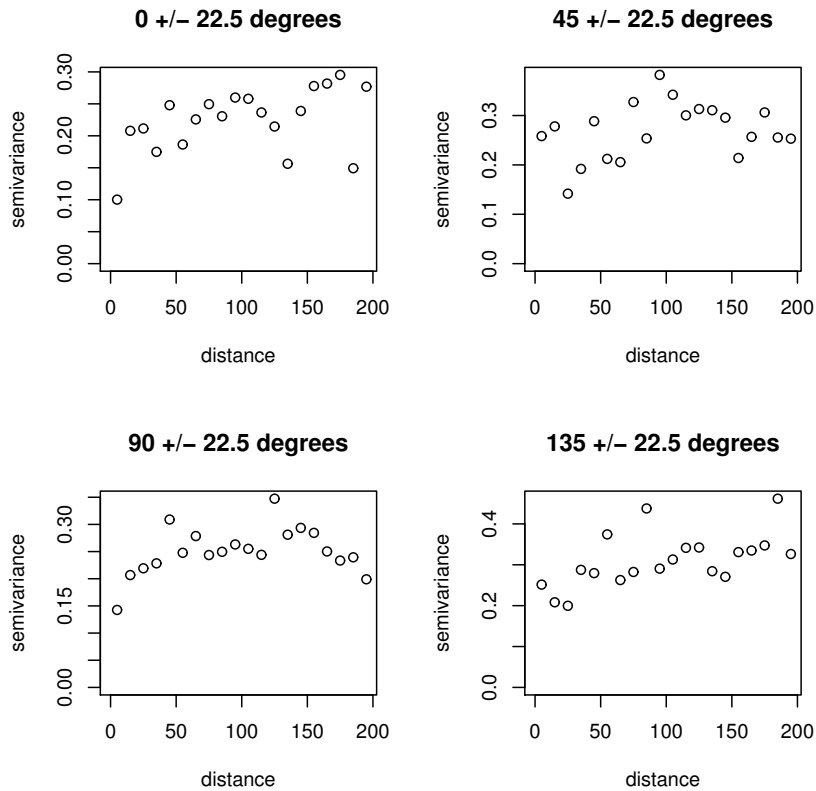 0 +/− 22.5 degrees
semivariance
0.00 0.10 0.20 0.30
0 50 100 150 200
distance
45 +/− 22.5 degrees
semivariance
0.0 0.1 0.2 0.3
0 50 100 150 200
distance
90 +/− 22.5 degrees
semivariance
0.00 0.15 0.30
0 50 100 150 200
distance
135 +/− 22.5 degrees
semivariance
0.0 0.2 0.4
0 50 100 150 200
distance